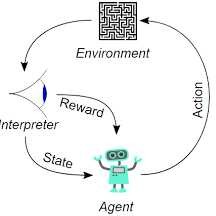 Environment
Reward
Action
Interpreter
State
Agent